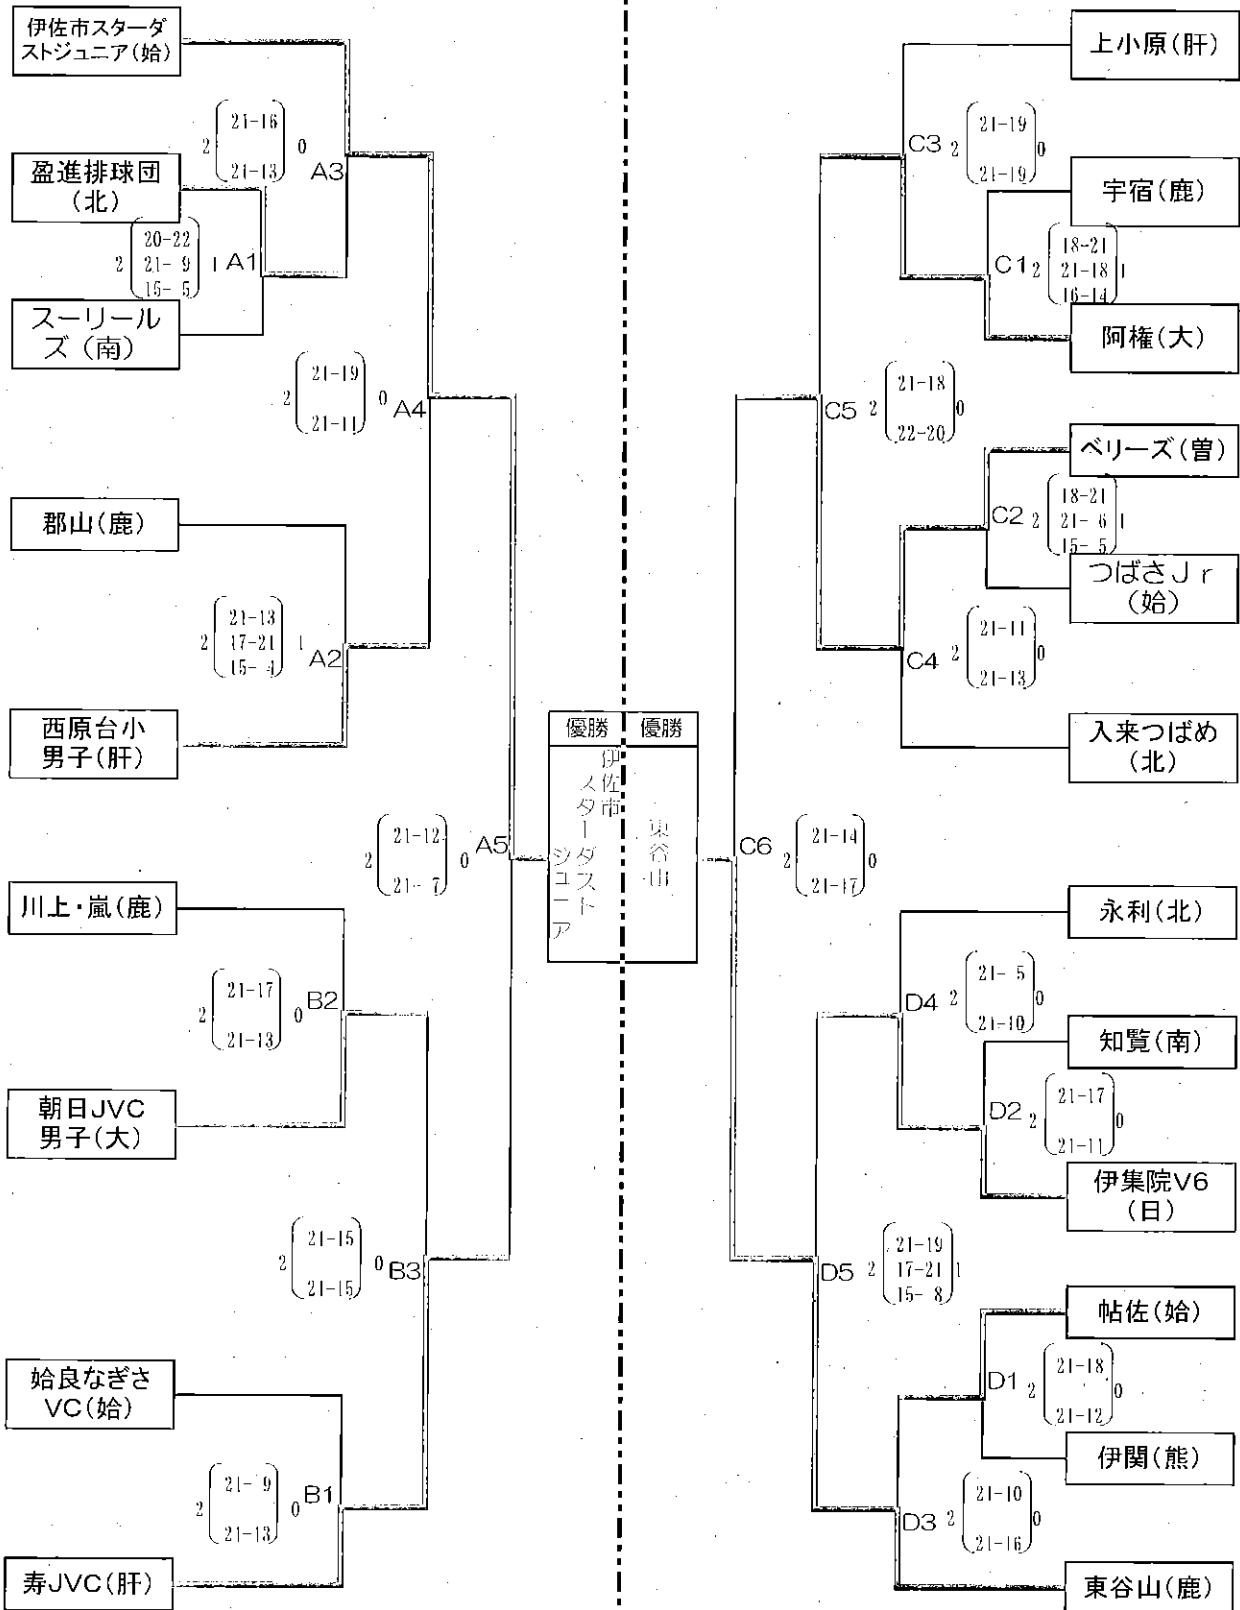 伊佐市スターダ
ストジュニア(姶)
2
21-16
21-13
0
A3
盈進排球団
(北)
2
20-22
21- 9
15- 5
1
A1
スーリール
ズ(南)
2
21-19
21-11
0
A4
郡山(鹿)
2
21-13
17-21
15- 4
1
A2
西原台小
男子(肝)
2
21-12
21- 7
0
A5
川上・嵐(鹿)
2
21-17
21-13
0
B2
朝日JVC
男子(大)
2
21-15
21-15
0
B3
姶良なぎさ
VC(姶)
2
21- 9
21-13
0
B1
寿JVC(肝)
優勝
伊佐市
スターダスト
ジュニア
優勝
東谷山
上小原(肝)
C3
2
21-19
21-19
0
宇宿(鹿)
C1
2
18-21
21-18
16-14
1
阿権(大)
C5
2
21-18
22-20
0
ベリーズ(曽)
C2
2
18-21
21- 6
15- 5
1
つばさJr
(姶)
C4
2
21-11
21-13
0
入来つばめ
(北)
C6
2
21-14
21-17
0
永利(北)
D4
2
21- 5
21-10
0
知覧(南)
D2
2
21-17
21-11
0
伊集院V6
(日)
D5
2
21-19
17-21
15- 8
1
帖佐(姶)
D1
2
21-18
21-12
0
伊関(熊)
D3
2
21-10
21-16
0
東谷山(鹿)